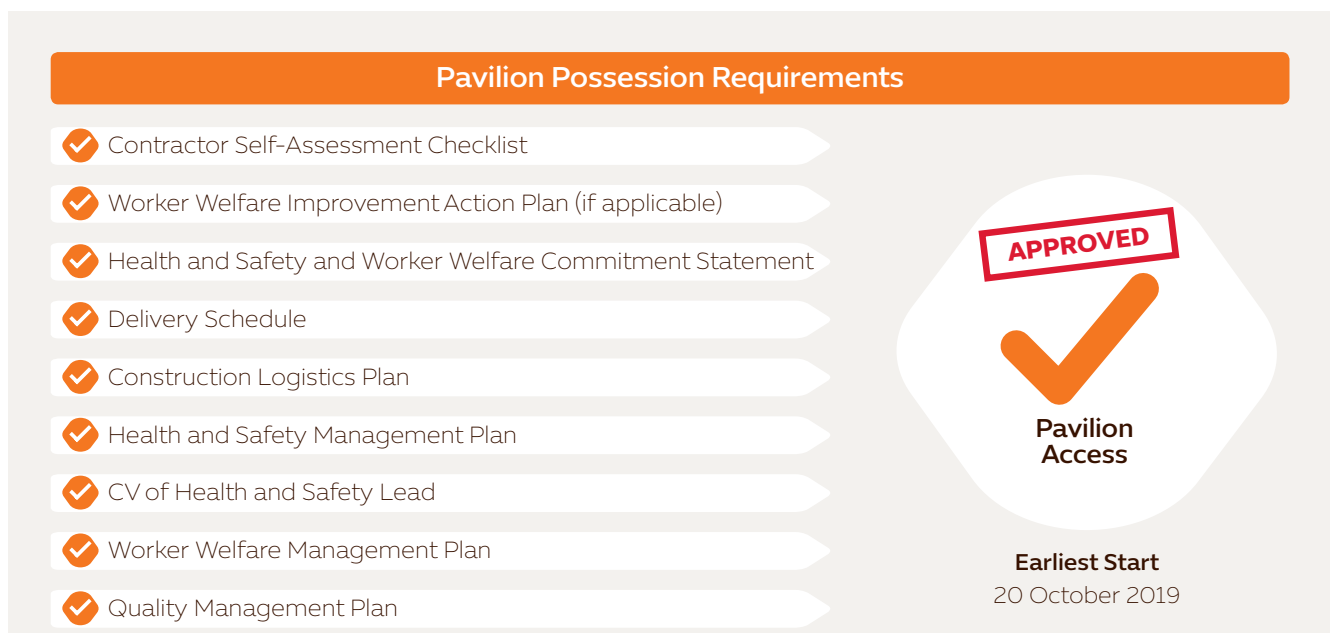 Pavilion Possession Requirements
Contractor Self-Assessment Checklist
Worker Welfare Improvement Action Plan (if applicable)
Health and Safety and Worker Welfare Commitment Statement
Delivery Schedule
Construction Logistics Plan
Health and Safety Management Plan
CV of Health and Safety Lead
Worker Welfare Management Plan
Quality Management Plan
APPROVED
Pavilion
Access
Earliest Start
20 October 2019